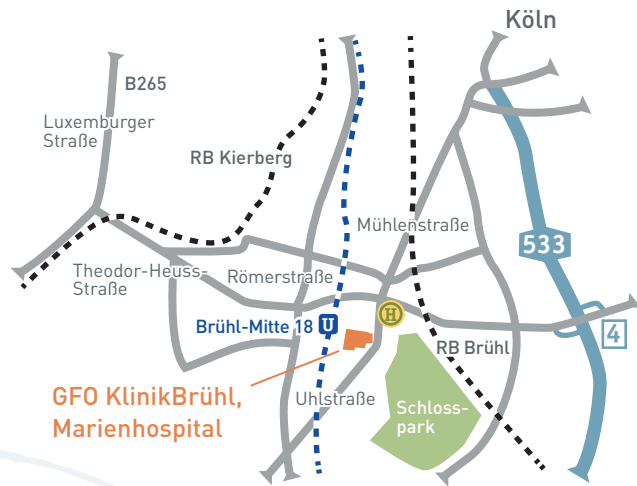 Köln
B265
Luxemburger
Straße
RB Kierberg
Mühlenstraße
533
Theodor-Heuss-
Straße
Römerstraße
H
Brühl-Mitte 18 U
4
RB Brühl
GFO KlinikBrühl,
Marienhospital
Uhlstraße
Schloss-
park